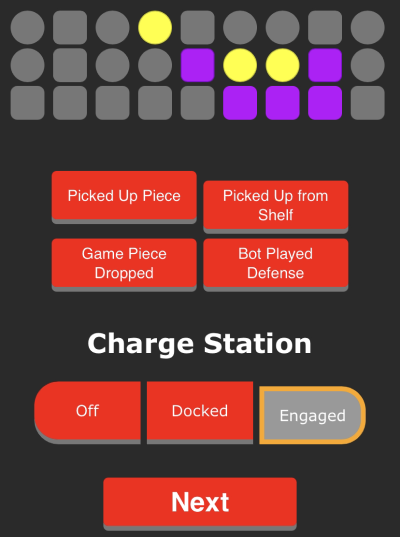 Picked Up Piece
Picked Up from
Shelf
Game Piece
Dropped
Bot Played
Defense
Charge Station
Off
Docked
Engaged
Next